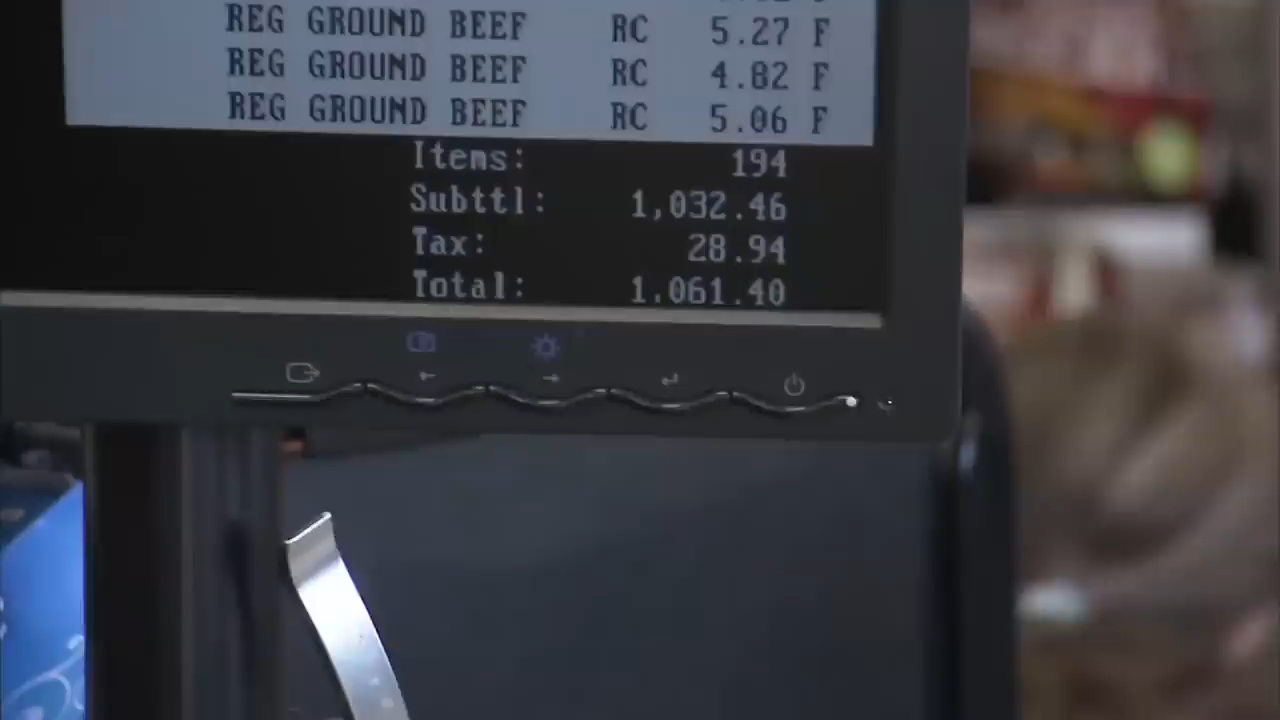 REG GROUND BEEF RC 5.27 F
REG GROUND BEEF RC 4.82 F
REG GROUND BEEF RC 5.06 F
Items: 194
Subttl: 1,032.46
Tax: 28.94
Total: 1,061.40